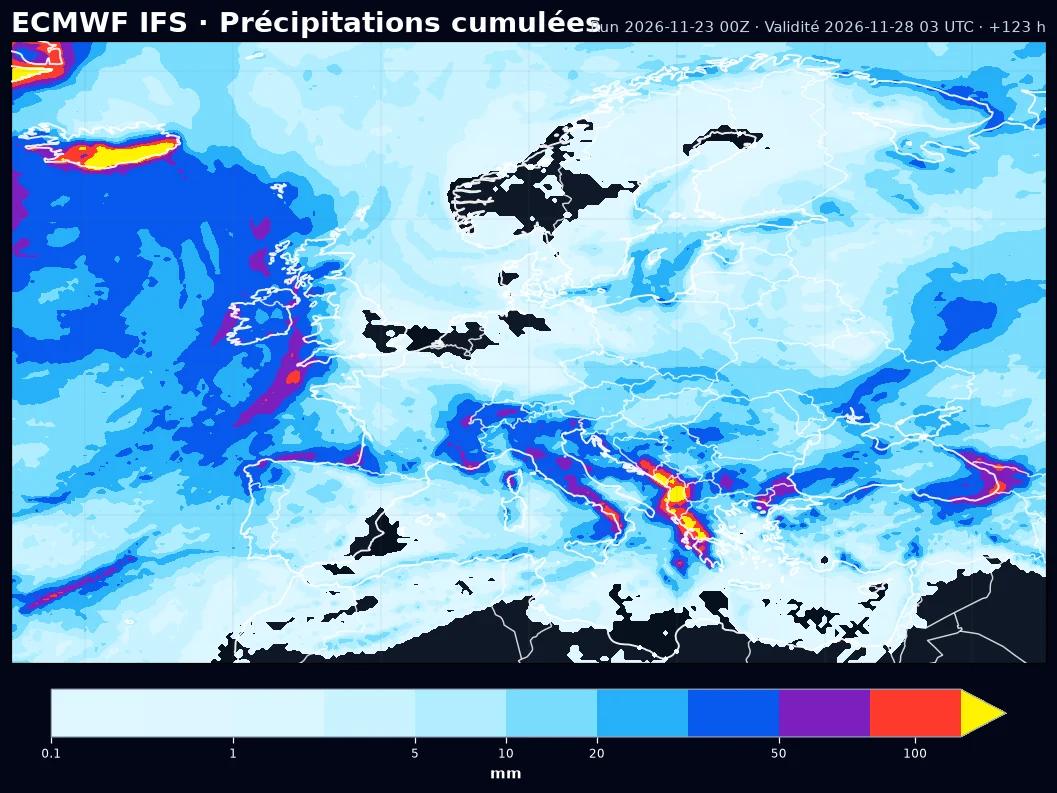 ECMWF IFS · Précipitations cumulées
Run 2026-11-23 00Z · Validité 2026-11-28 03 UTC · +123 h
0.1 1 5 10 20 50 100
mm